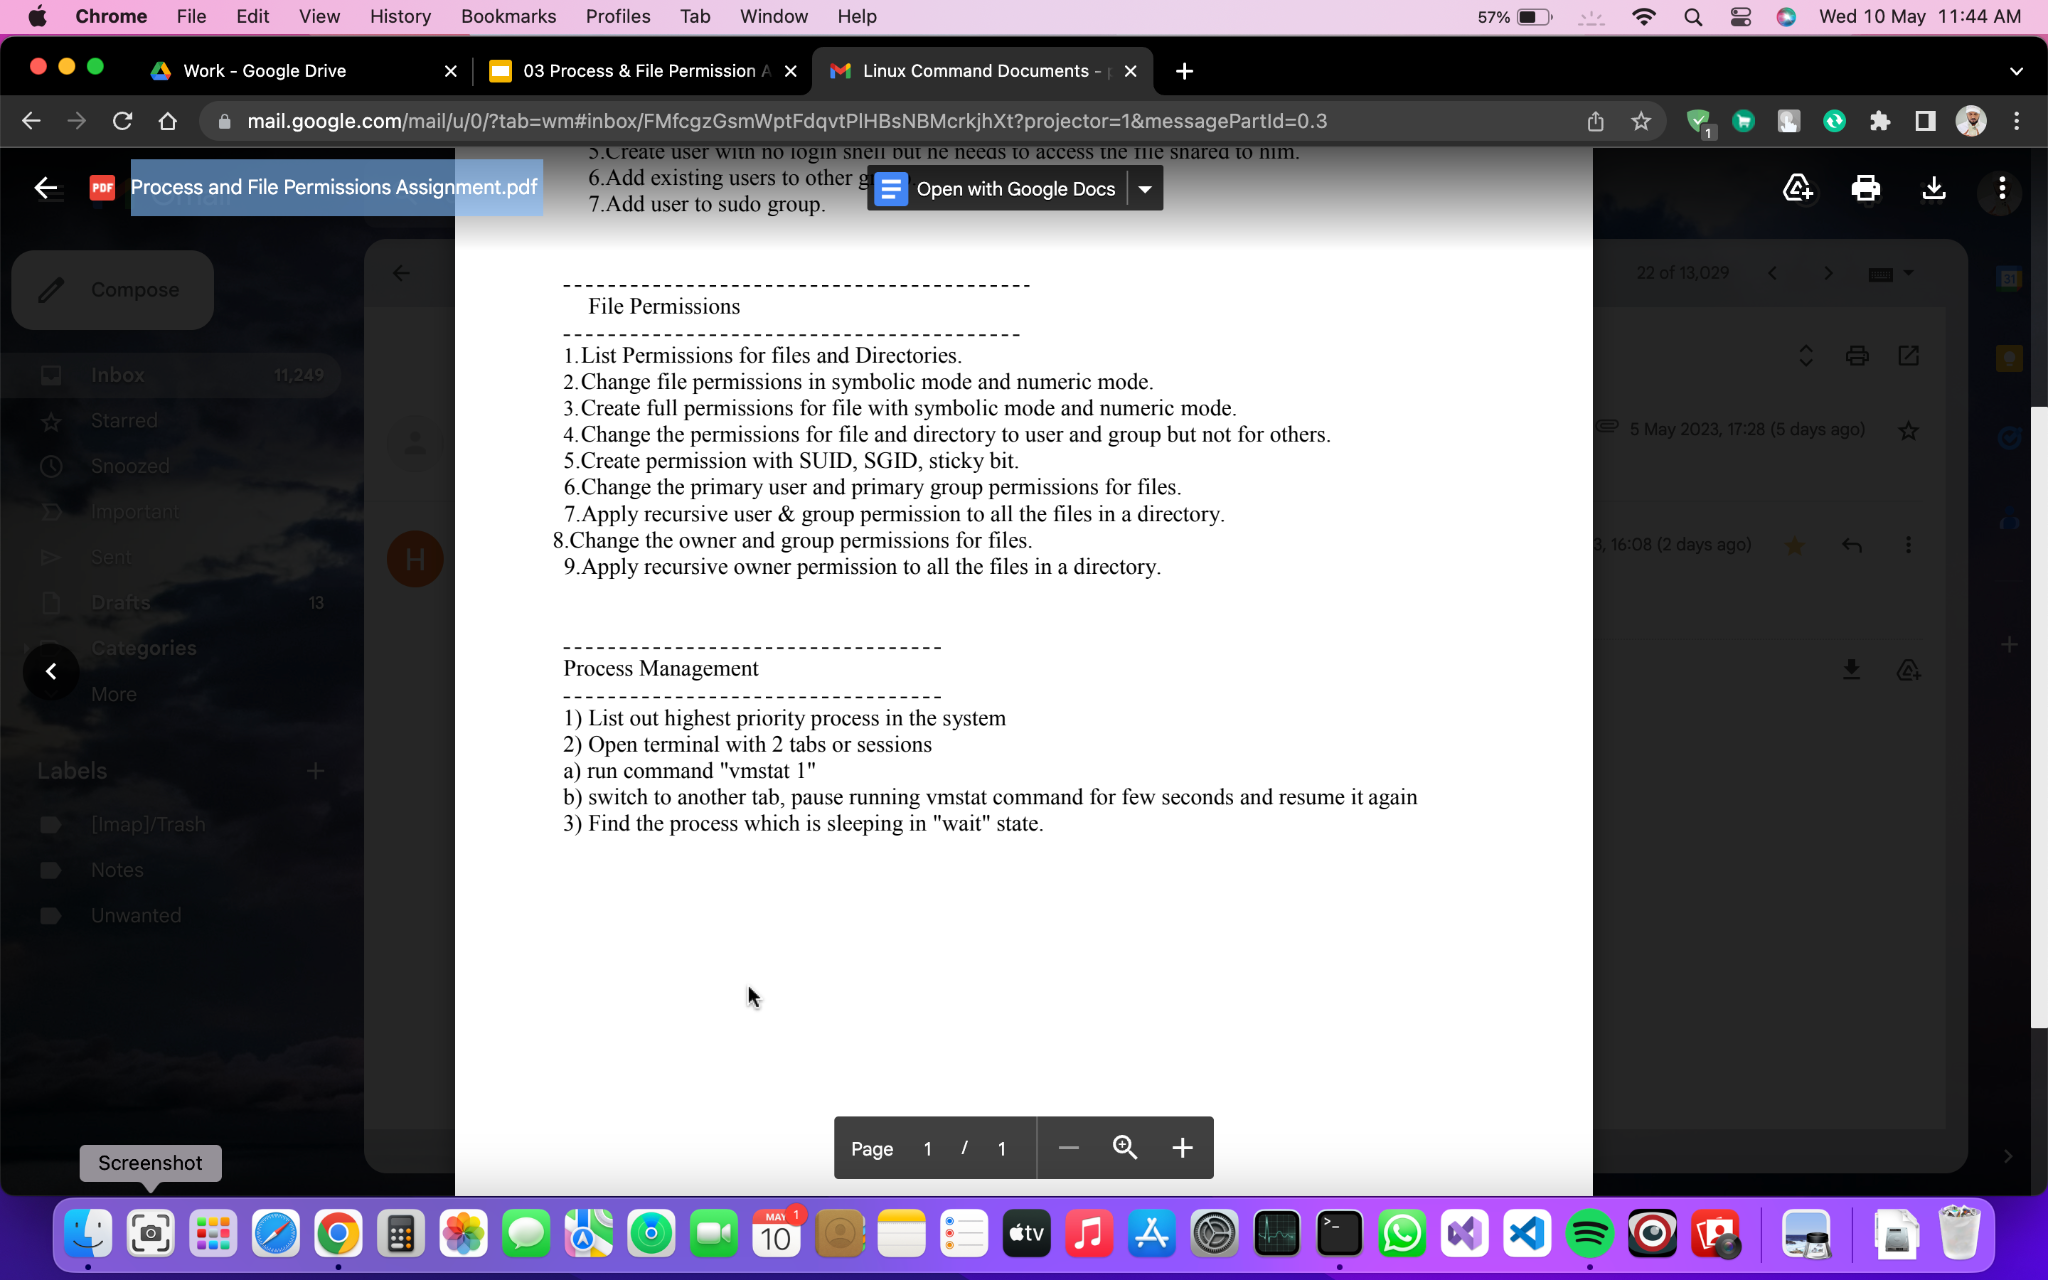 Chrome File Edit View History Bookmarks Profiles Tab Window Help 57% Wed 10 May 11:44 AM
Work - Google Drive 03 Process & File Permission A Linux Command Documents -
mail.google.com/mail/u/0/?tab=wm#inbox/FMfcgzGsmWptFdqvtPlHBsNBMcrkjhXt?projector=1&messagePartId=0.3
1
5.Create user with no login shell but he needs to access the file shared to him.
PDF Process and File Permissions Assignment.pdf
6.Add existing users to other
Open with Google Docs
7.Add user to sudo group.
Compose
22 of 13,029
31
-----------------------------------------
File Permissions
-----------------------------------------
1.List Permissions for files and Directories.
2.Change file permissions in symbolic mode and numeric mode.
3.Create full permissions for file with symbolic mode and numeric mode.
4.Change the permissions for file and directory to user and group but not for others.
5.Create permission with SUID, SGID, sticky bit.
6.Change the primary user and primary group permissions for files.
7.Apply recursive user & group permission to all the files in a directory.
8.Change the owner and group permissions for files.
9.Apply recursive owner permission to all the files in a directory.
Inbox 11,249
Starred
Snoozed
Important
Sent
Drafts 13
Categories
More
H
5 May 2023, 17:28 (5 days ago)
3, 16:08 (2 days ago)
---------------------------------
Process Management
---------------------------------
1) List out highest priority process in the system
2) Open terminal with 2 tabs or sessions
a) run command "vmstat 1"
b) switch to another tab, pause running vmstat command for few seconds and resume it again
3) Find the process which is sleeping in "wait" state.
Labels
[Imap]/Trash
Notes
Unwanted
Page 1 / 1
Screenshot
MAY 1
10
tv